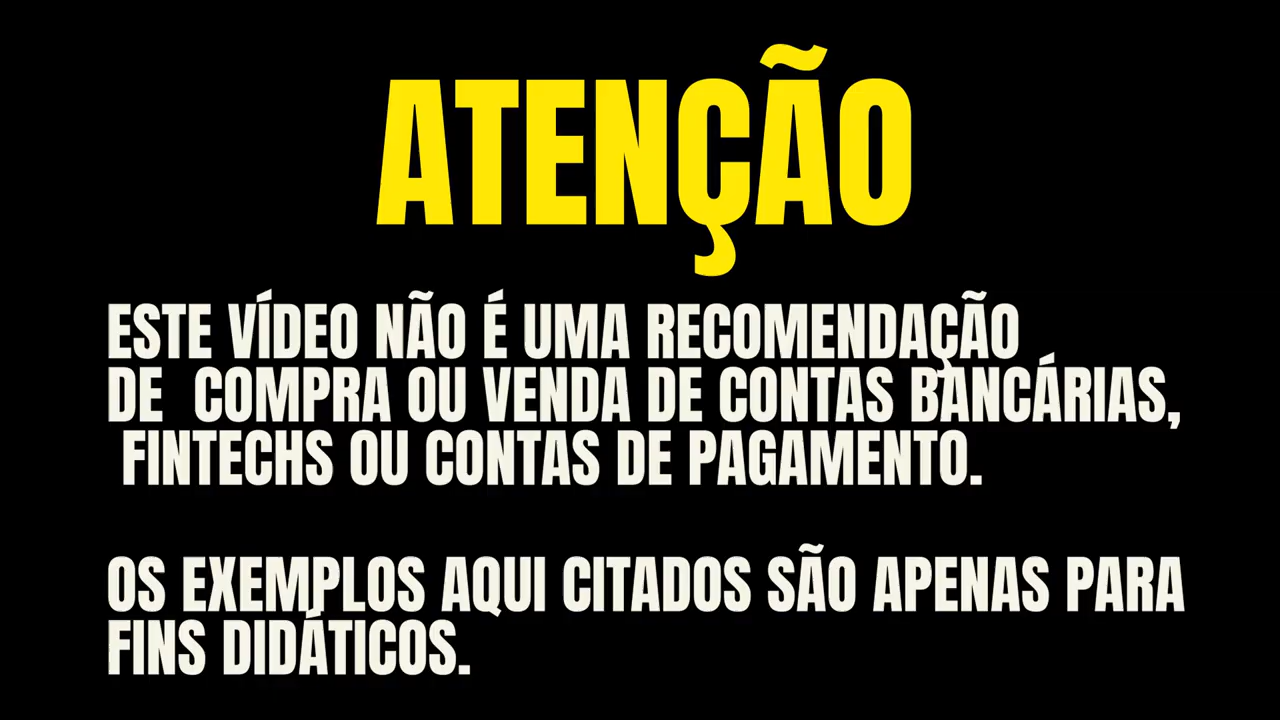 ATENÇÃO
ESTE VÍDEO NÃO É UMA RECOMENDAÇÃO
DE COMPRA OU VENDA DE CONTAS BANCÁRIAS,
FINTECHS OU CONTAS DE PAGAMENTO.
OS EXEMPLOS AQUI CITADOS SÃO APENAS PARA
FINS DIDÁTICOS.